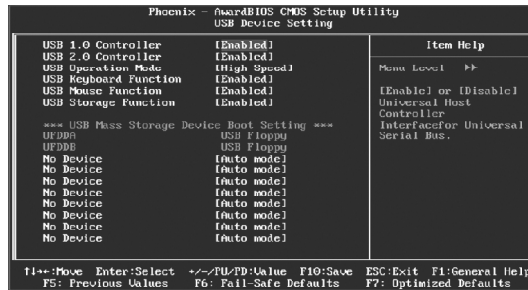 Phoenix - AwardBIOS CMOS Setup Utility
USB Device Setting
USB 1.0 Controller [Enabled]
USB 2.0 Controller [Enabled]
USB Operation Mode [High Speed]
USB Keyboard Function [Enabled]
USB Mouse Function [Enabled]
USB Storage Function [Enabled]
*** USB Mass Storage Device Boot Setting ***
UFDDA USB Floppy
UFDDB USB Floppy
No Device [Auto mode]
No Device [Auto mode]
No Device [Auto mode]
No Device [Auto mode]
No Device [Auto mode]
No Device [Auto mode]
No Device [Auto mode]
No Device [Auto mode]
Item Help
Menu Level ►►
[Enable] or [Disable]
Universal Host
Controller
Interfacefor Universal
Serial Bus.
↑↓→←:Move Enter:Select +/-/PU/PD:Value F10:Save ESC:Exit F1:General Help
F5: Previous Values F6: Fail-Safe Defaults F7: Optimized Defaults